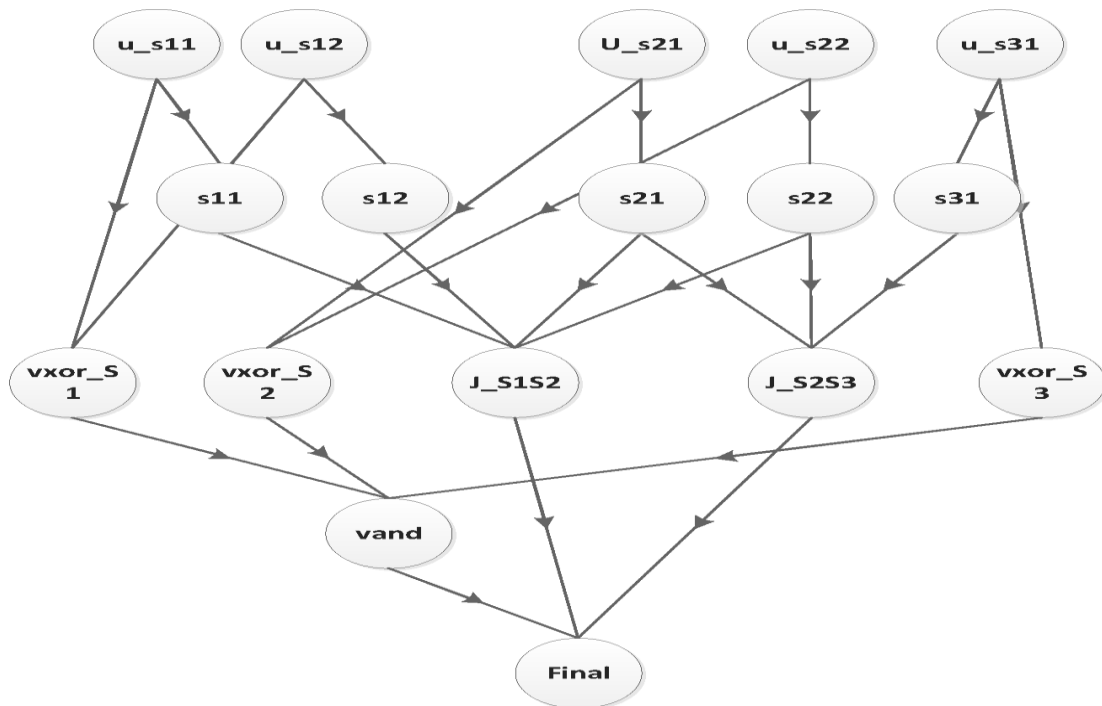 u_s11
u_s12
U_s21
u_s22
u_s31
s11
s12
s21
s22
s31
vxor_S
1
vxor_S
2
J_S1S2
J_S2S3
vxor_S
3
vand
Final